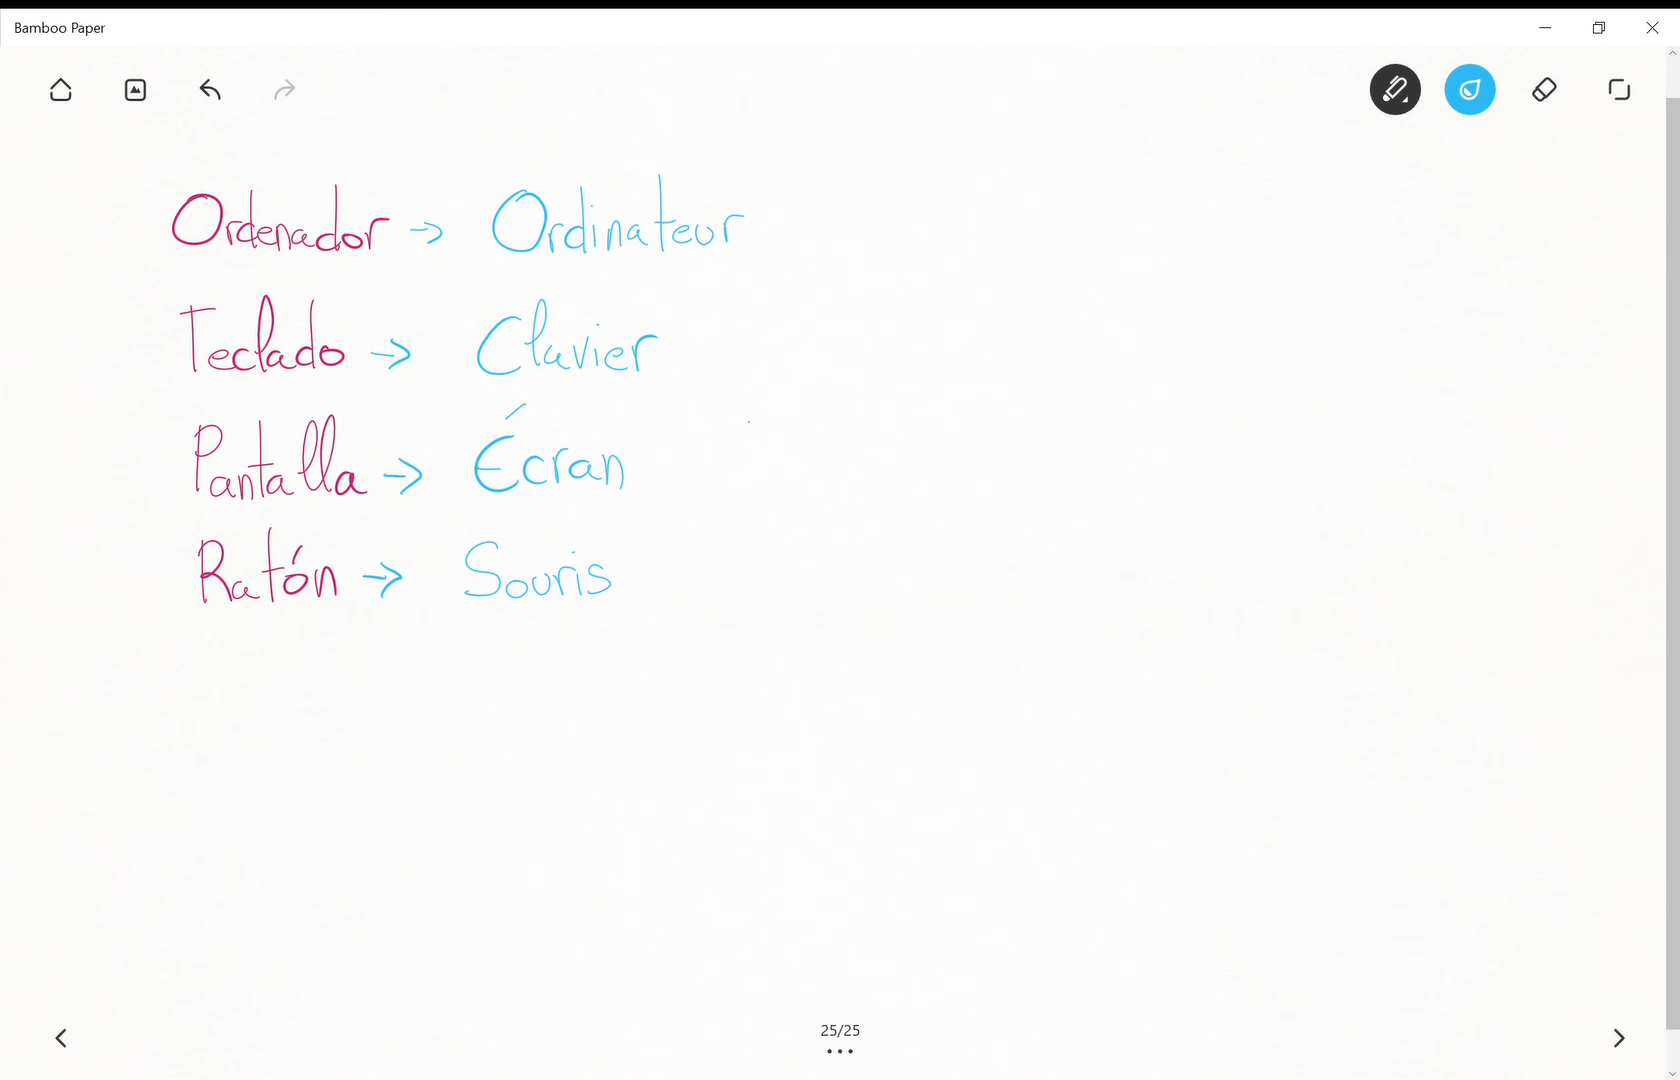 Bamboo Paper
Ordenador -> Ordinateur
Teclado -> Clavier
Pantalla -> Écran
Ratón -> Souris
25/25